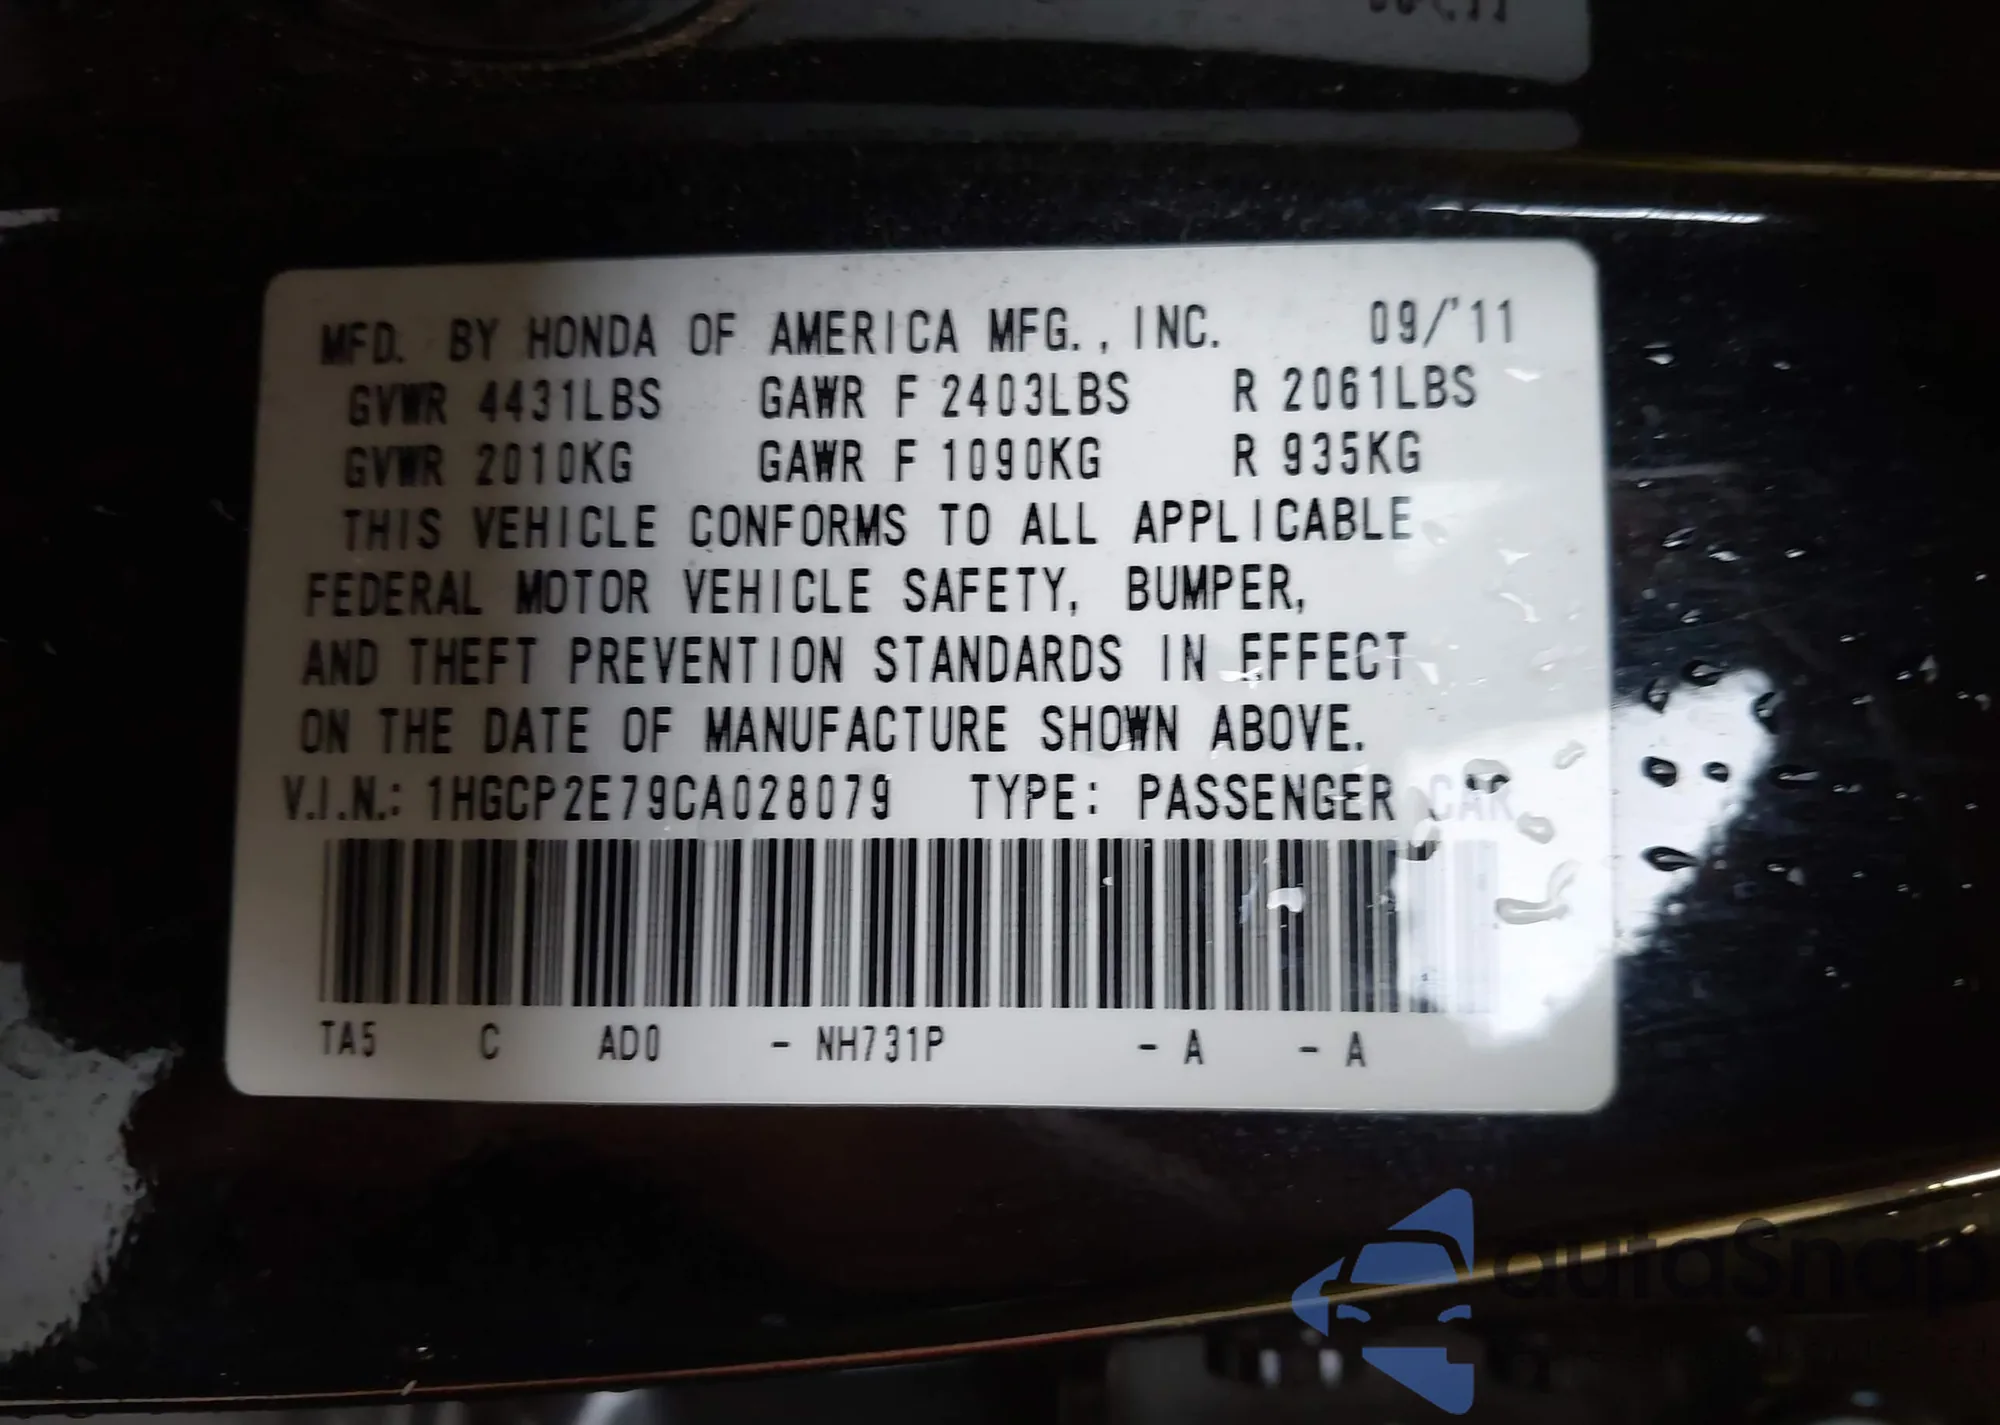 MFD. BY HONDA OF AMERICA MFG., INC. 09/'11
GVWR 4431LBS GAWR F 2403LBS R 2061LBS
GVWR 2010KG GAWR F 1090KG R 935KG
THIS VEHICLE CONFORMS TO ALL APPLICABLE
FEDERAL MOTOR VEHICLE SAFETY, BUMPER,
AND THEFT PREVENTION STANDARDS IN EFFECT
ON THE DATE OF MANUFACTURE SHOWN ABOVE.
V.I.N.: 1HGCP2E79CA028079 TYPE: PASSENGER CAR
TA5 C AD0 - NH731P - A - A
autoSnap